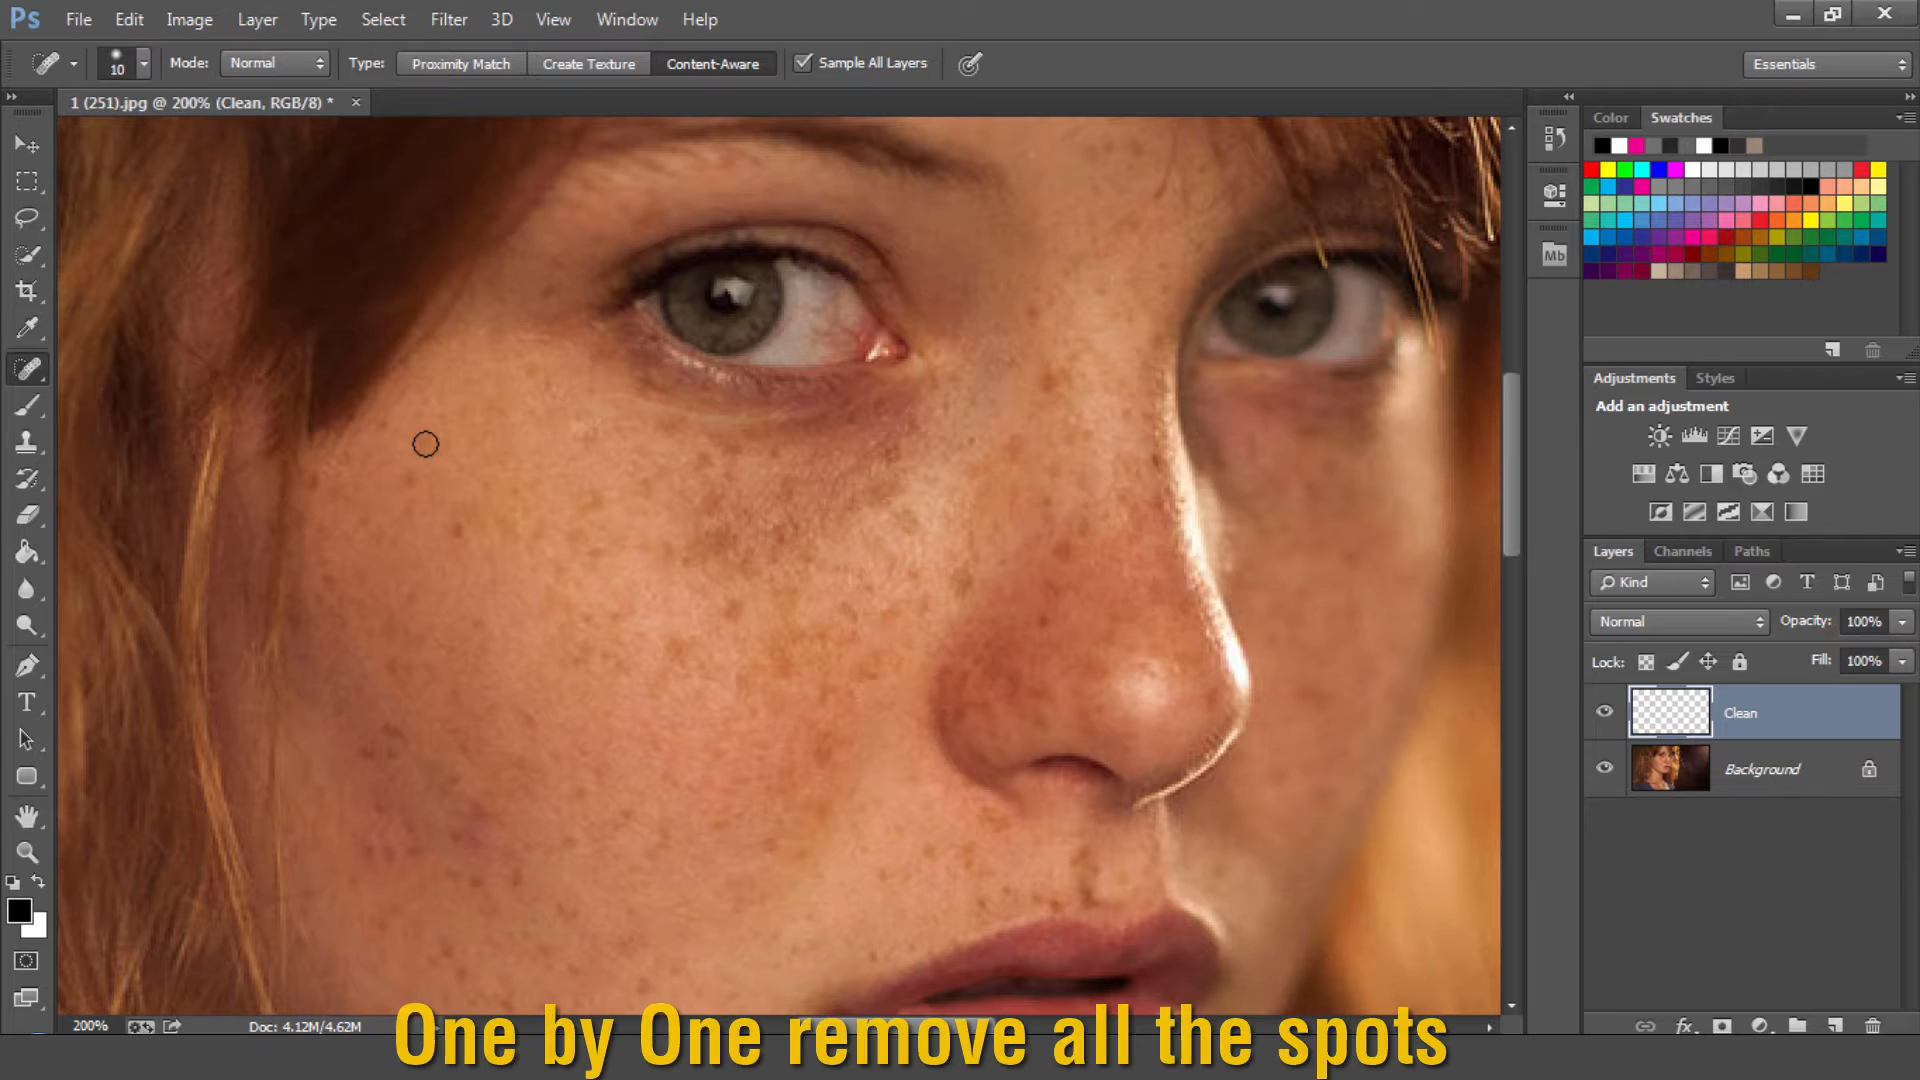 Ps File Edit Image Layer Type Select Filter 3D View Window Help
10 Mode: Normal Type: Proximity Match Create Texture Content-Aware Sample All Layers Essentials
1 (251).jpg @ 200% (Clean, RGB/8) * ×
Color Swatches
Mb
Adjustments Styles
Add an adjustment
Layers Channels Paths
Kind
Normal Opacity: 100%
Lock: Fill: 100%
Clean
Background
200% Doc: 4.12M/4.62M
One by One remove all the spots